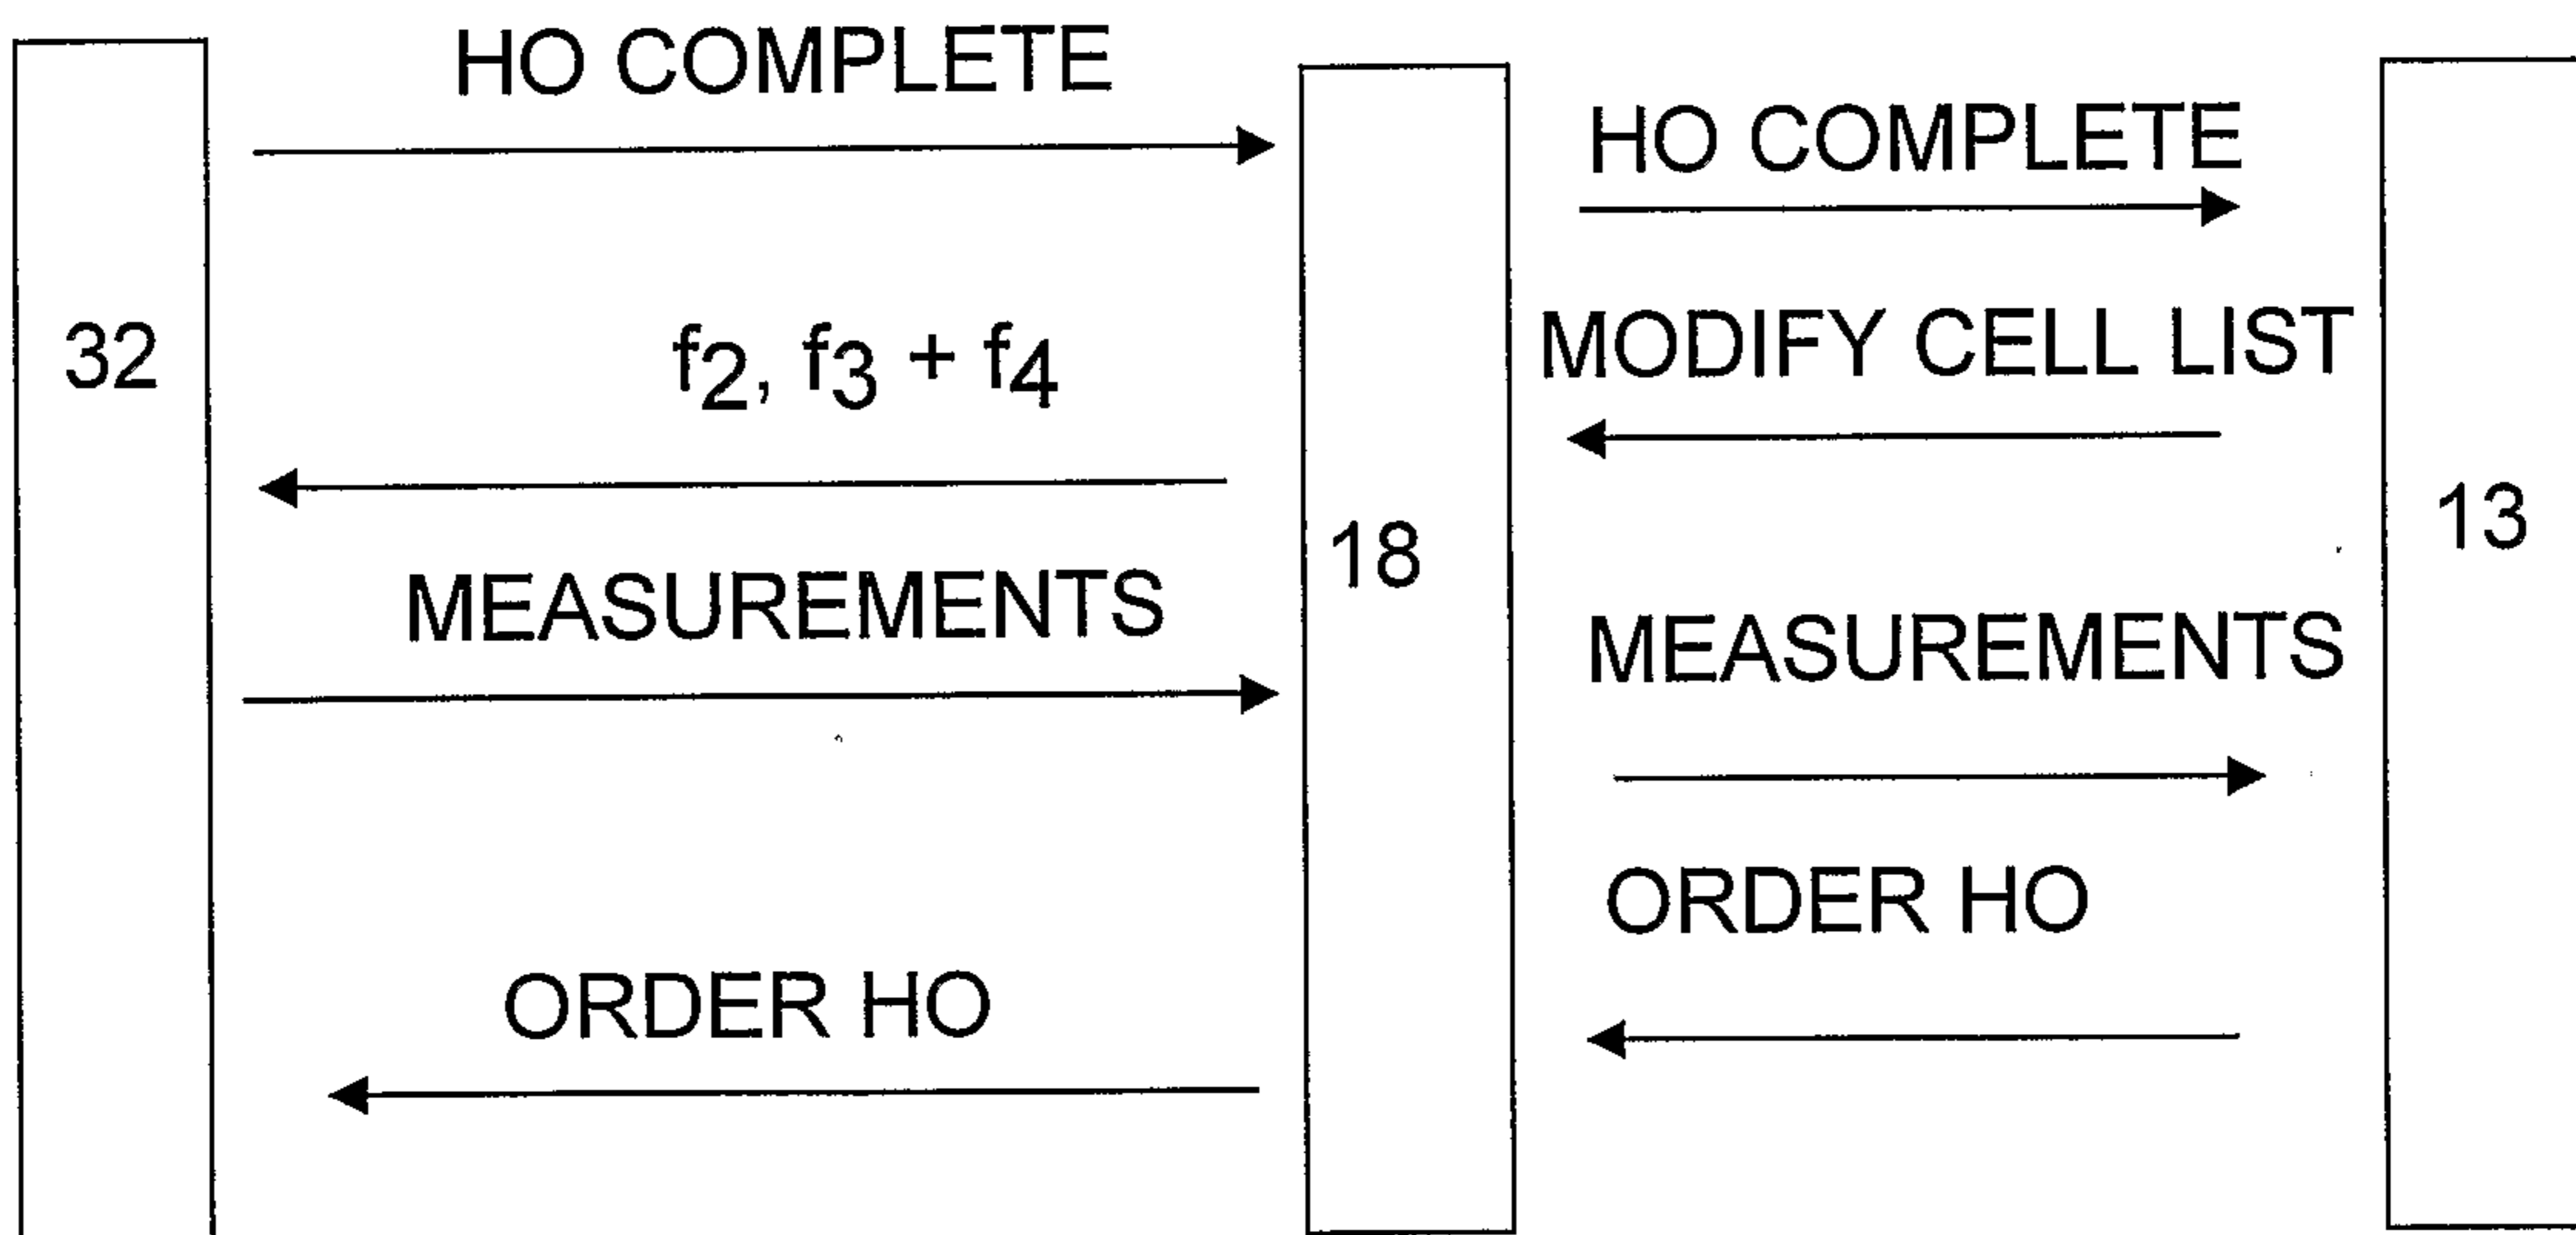 HO COMPLETE
HO COMPLETE
32
f2, f3 + f4
MODIFY CELL LIST
18
13
MEASUREMENTS
MEASUREMENTS
ORDER HO
ORDER HO